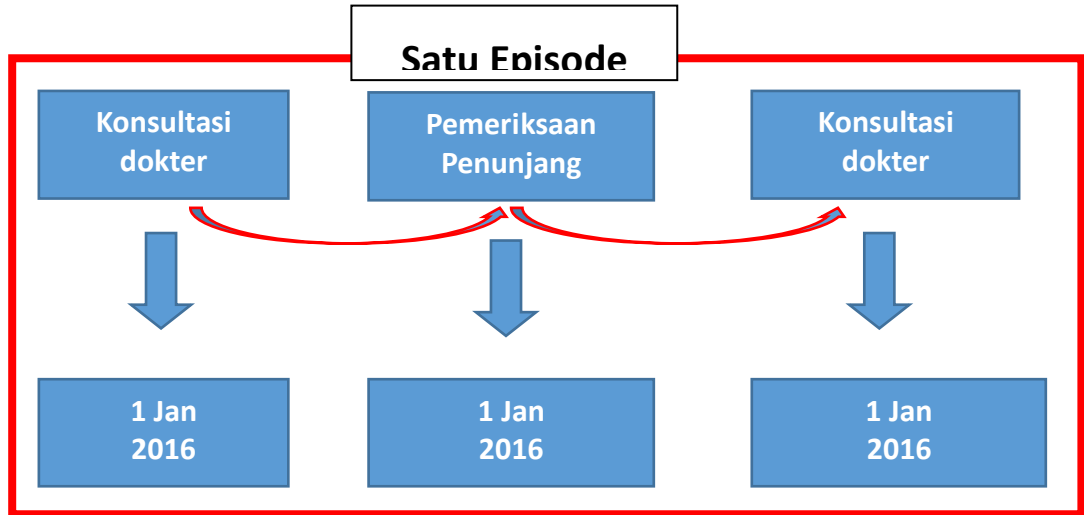 Satu Episode
Konsultasi
dokter
Pemeriksaan
Penunjang
Konsultasi
dokter
1 Jan
2016
1 Jan
2016
1 Jan
2016